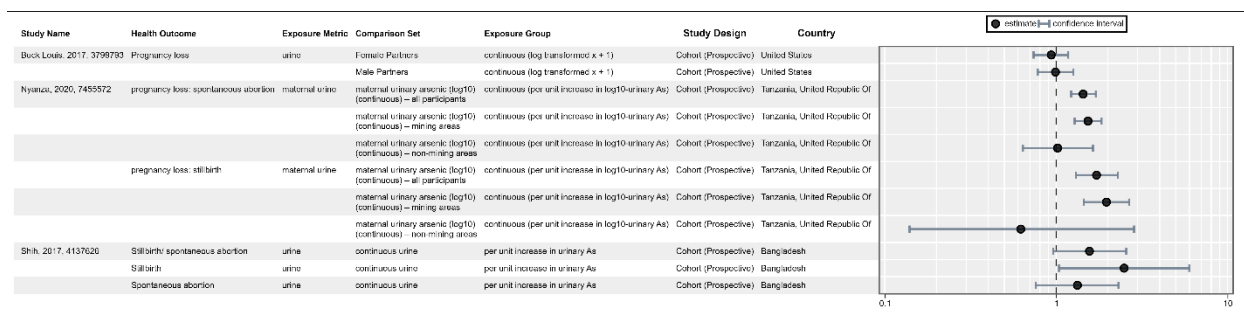 estimate confidence interval
Study Name Health Outcome Exposure Metric Comparison Set Exposure Group Study Design Country
Buck Louis, 2017, 3799793 Pregnancy loss urine Female Partners continuous (log transformed x + 1) Cohort (Prospective) United States
Male Partners continuous (log transformed x + 1) Cohort (Prospective) United States
Nyanza, 2020, 7455572 pregnancy loss: spontaneous abortion maternal urine maternal urinary arsenic (log10) continuous (per unit increase in log10-urinary As) Cohort (Prospective) Tanzania, United Republic Of
(continuous) – all participants
maternal urinary arsenic (log10) continuous (per unit increase in log10-urinary As) Cohort (Prospective) Tanzania, United Republic Of
(continuous) – mining areas
maternal urinary arsenic (log10) continuous (per unit increase in log10-urinary As) Cohort (Prospective) Tanzania, United Republic Of
(continuous) – non-mining areas
pregnancy loss: stillbirth maternal urine maternal urinary arsenic (log10) continuous (per unit increase in log10-urinary As) Cohort (Prospective) Tanzania, United Republic Of
(continuous) – all participants
maternal urinary arsenic (log10) continuous (per unit increase in log10-urinary As) Cohort (Prospective) Tanzania, United Republic Of
(continuous) – mining areas
maternal urinary arsenic (log10) continuous (per unit increase in log10-urinary As) Cohort (Prospective) Tanzania, United Republic Of
(continuous) – non-mining areas
Shih, 2017, 4137626 Stillbirth/ spontaneous abortion urine continuous urine per unit increase in urinary As Cohort (Prospective) Bangladesh
Stillbirth urine continuous urine per unit increase in urinary As Cohort (Prospective) Bangladesh
Spontaneous abortion urine continuous urine per unit increase in urinary As Cohort (Prospective) Bangladesh
0.1 1 10